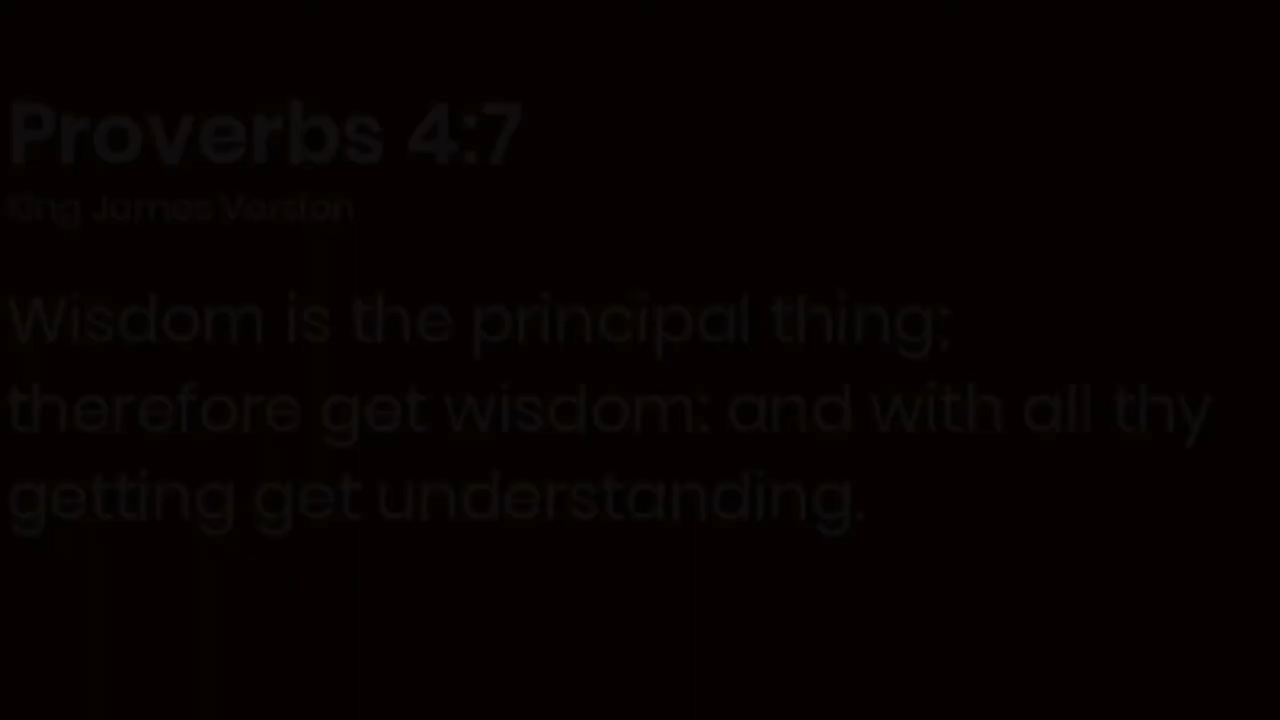 Proverbs 4:7
King James Version
Wisdom is the principal thing;
therefore get wisdom: and with all thy
getting get understanding.